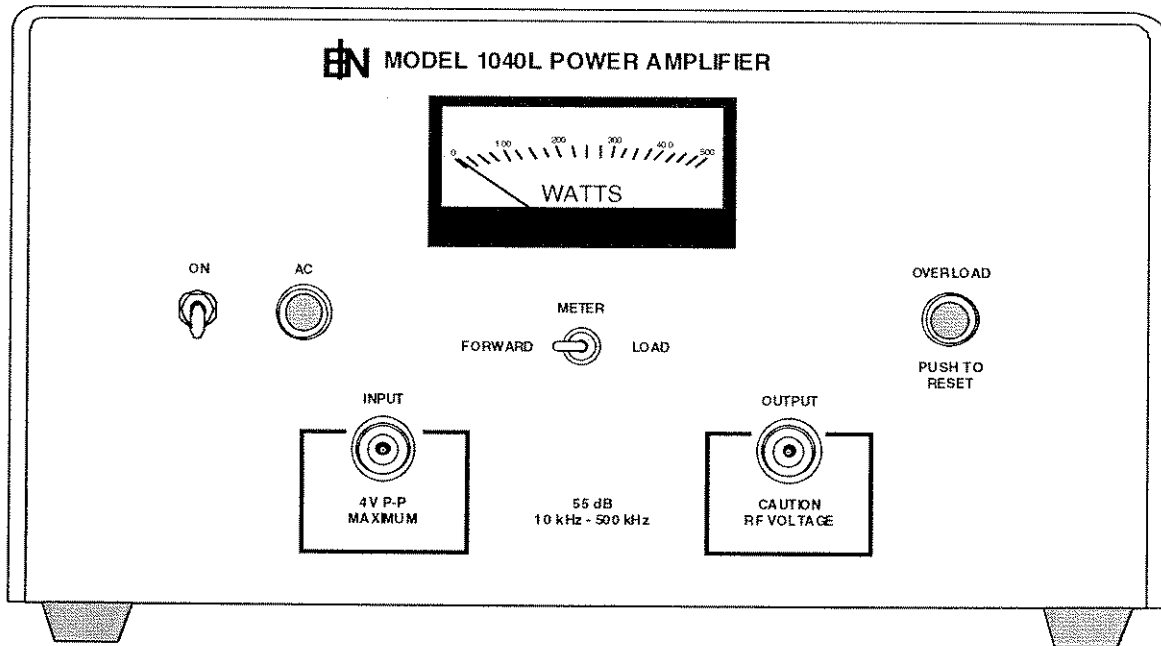 EN MODEL 1040L POWER AMPLIFIER
0 100 200 300 400 500
WATTS
ON
AC
OVERLOAD
METER
FORWARD
LOAD
PUSH TO
RESET
INPUT
OUTPUT
4V P-P
MAXIMUM
55 dB
10 kHz - 500 kHz
CAUTION
RF VOLTAGE